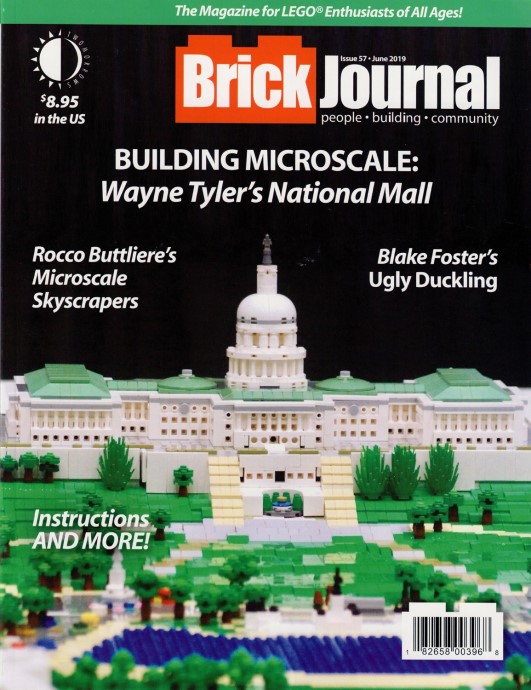 The Magazine for LEGO® Enthusiasts of All Ages!
TWOMORROWS
$8.95
in the US
Issue 57 • June 2019
Brick Journal
people • building • community
BUILDING MICROSCALE:
Wayne Tyler's National Mall
Rocco Buttliere's
Microscale
Skyscrapers
Blake Foster's
Ugly Duckling
Instructions
AND MORE!
1 82658 00396 8